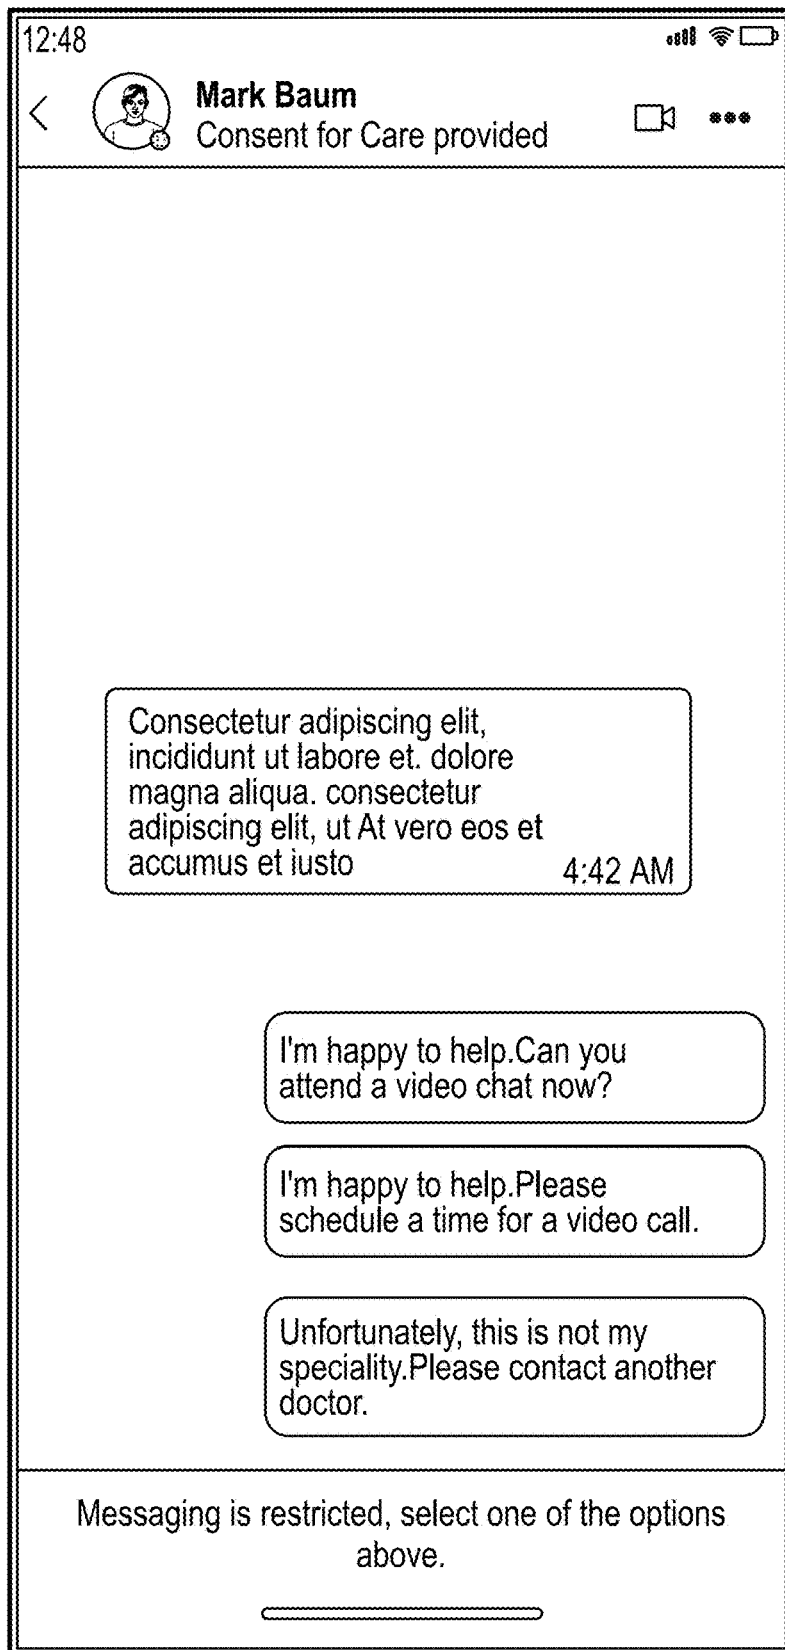 12:48
Mark Baum
Consent for Care provided
Consectetur adipiscing elit,
incididunt ut labore et. dolore
magna aliqua. consectetur
adipiscing elit, ut At vero eos et
accumus et iusto
4:42 AM
I'm happy to help.Can you
attend a video chat now?
I'm happy to help.Please
schedule a time for a video call.
Unfortunately, this is not my
speciality.Please contact another
doctor.
Messaging is restricted, select one of the options
above.